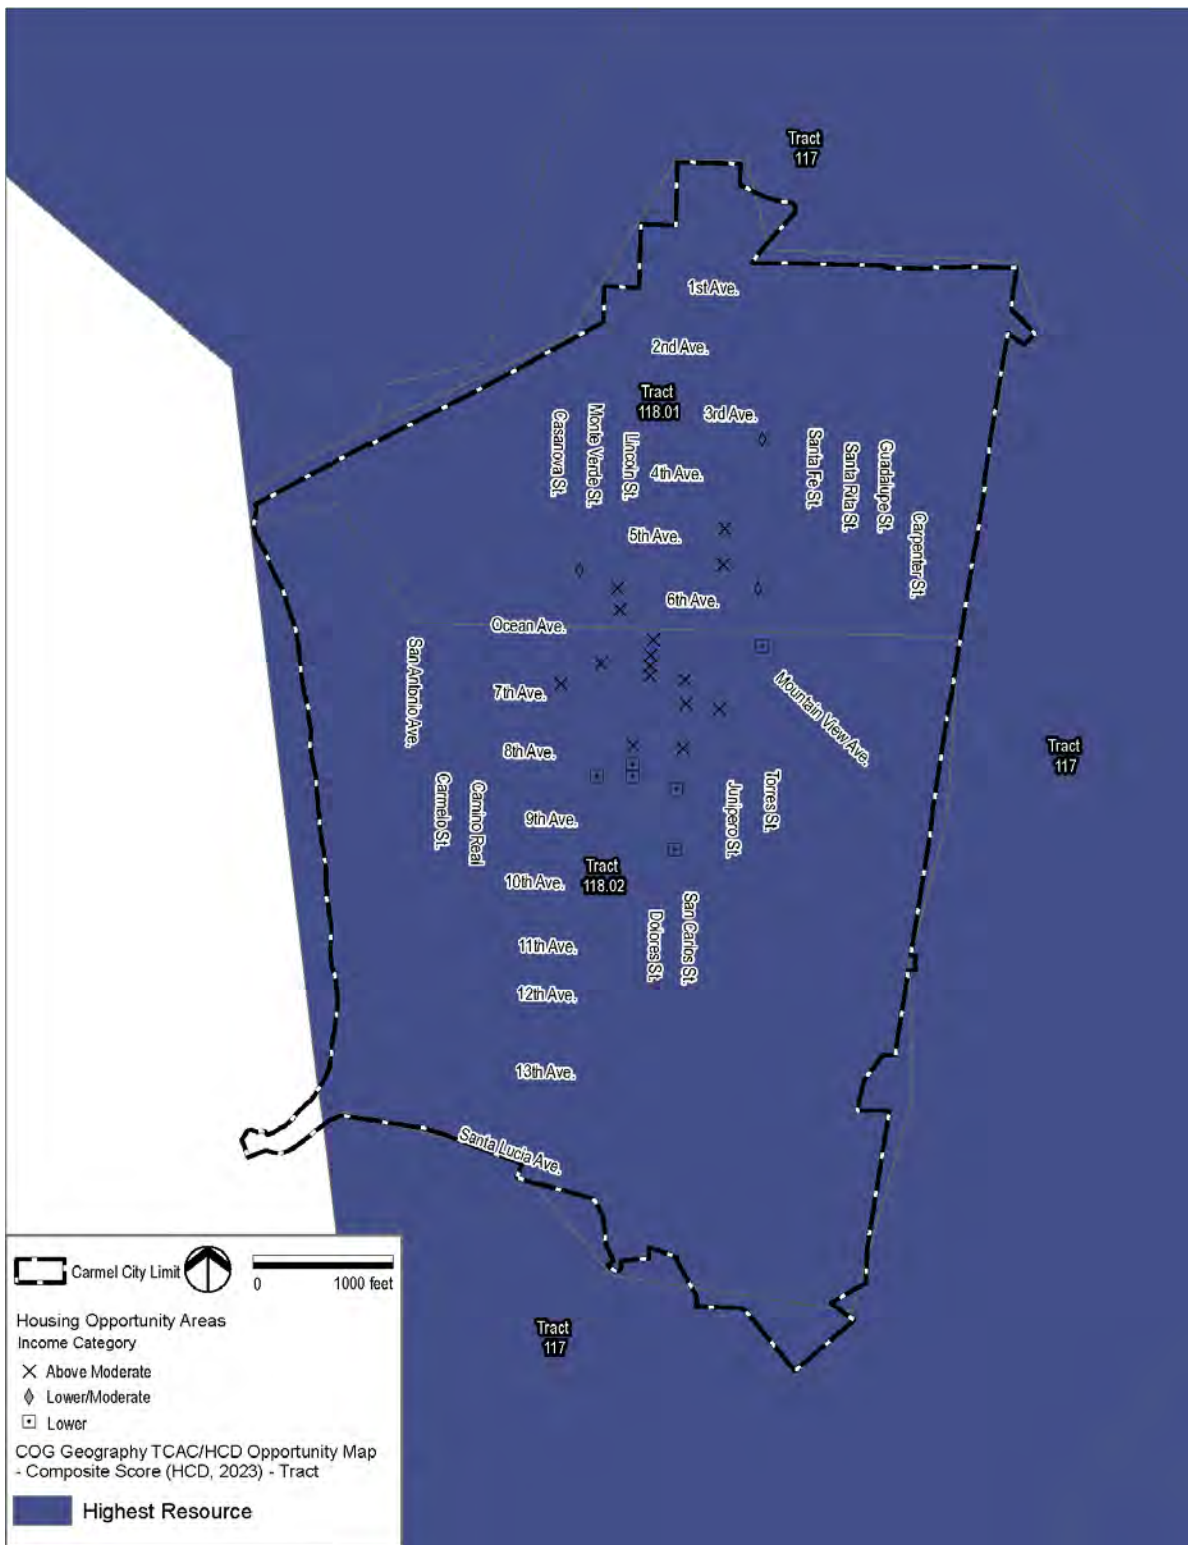 Tract
117
1st Ave.
2nd Ave.
Tract
118.01
3rd Ave.
Casanova St.
Monte Verde St.
Lincoln St.
4th Ave.
Santa Fe St.
Santa Rita St.
Guadalupe St.
Carpenter St.
5th Ave.
6th Ave.
Ocean Ave.
San Antonio Ave.
7th Ave.
Mountain View Ave.
Tract
117
8th Ave.
Carmelo St.
Camino Real
Junipero St.
Torres St.
9th Ave.
Tract
118.02
10th Ave.
Dolores St.
San Carlos St.
11th Ave.
12th Ave.
13th Ave.
Santa Lucia Ave.
Tract
117
Carmel City Limit
0 1000 feet
Housing Opportunity Areas
Income Category
Above Moderate
Lower/Moderate
Lower
COG Geography TCAC/HCD Opportunity Map
- Composite Score (HCD, 2023) - Tract
Highest Resource